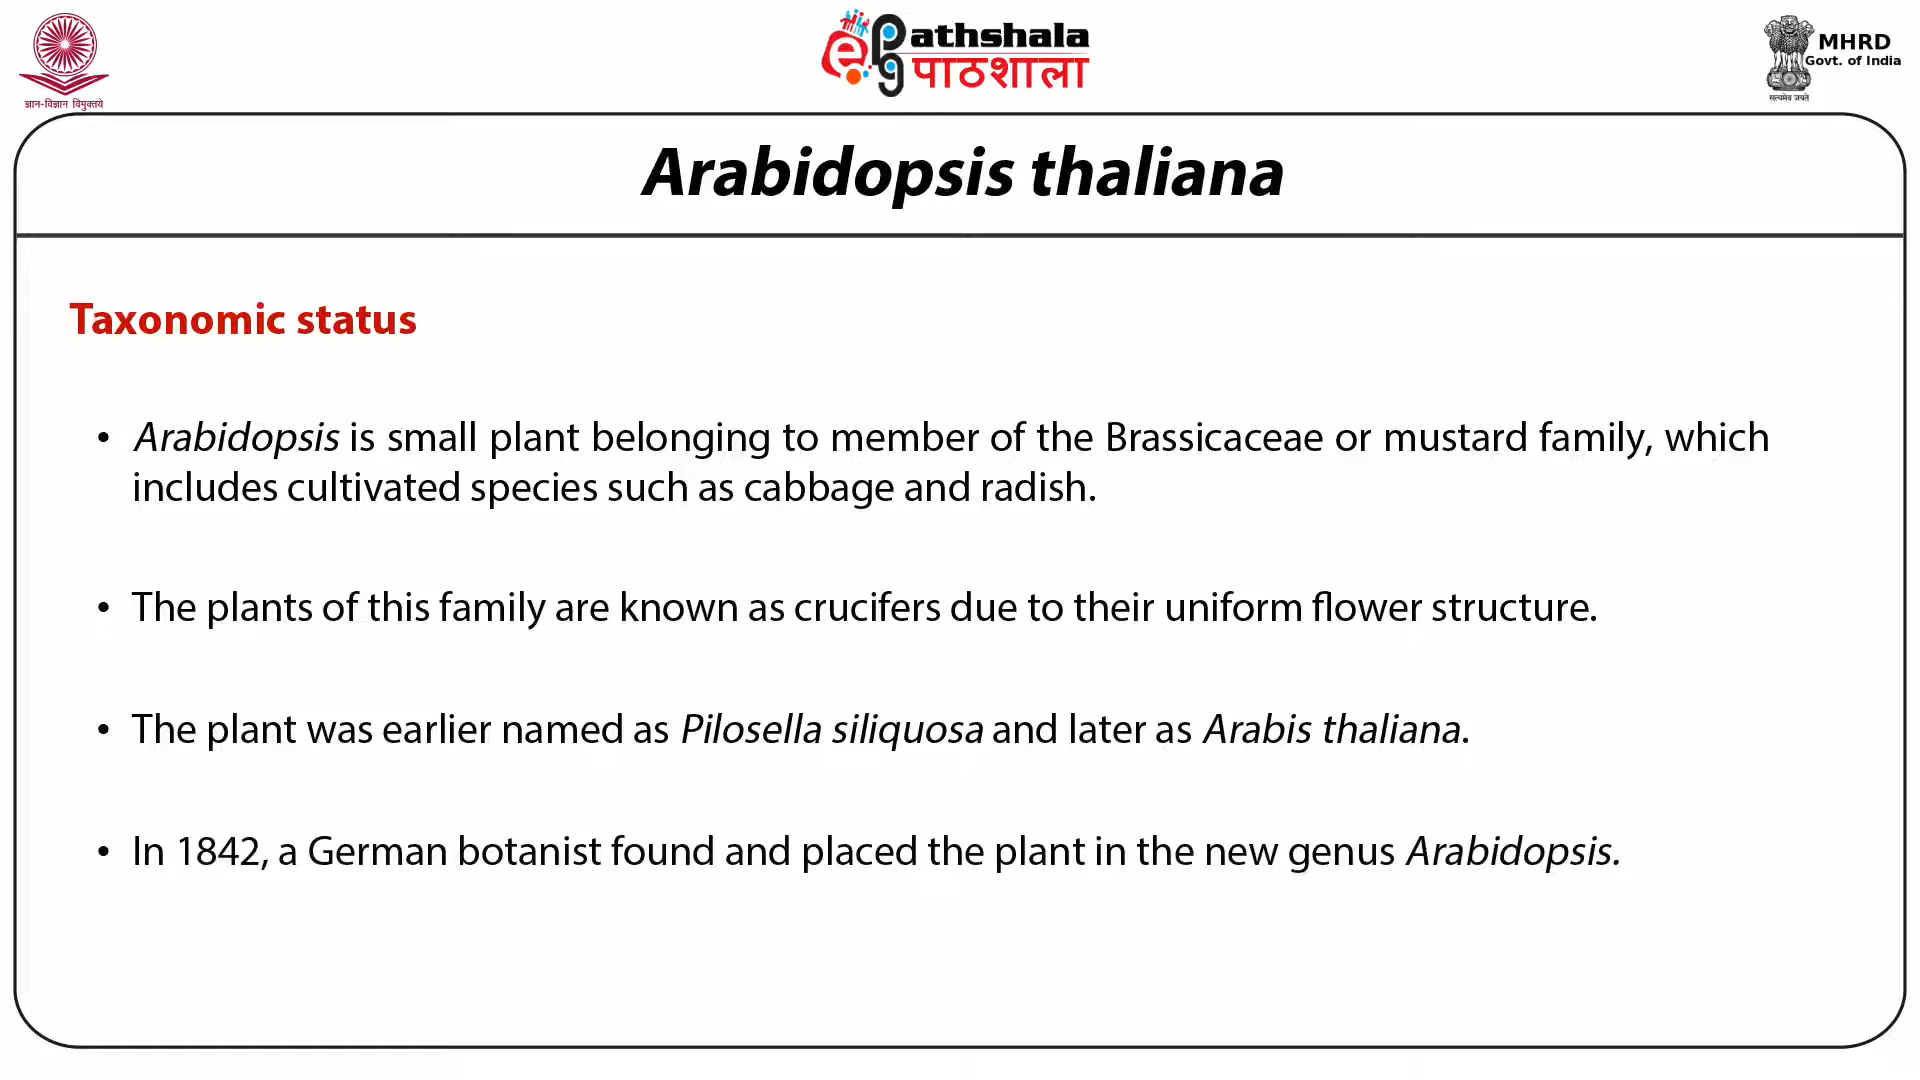 ज्ञान-विज्ञान विमुक्तये
e Pathshala
पाठशाला
MHRD
Govt. of India
सत्यमेव जयते
Arabidopsis thaliana
Taxonomic status
• Arabidopsis is small plant belonging to member of the Brassicaceae or mustard family, which
includes cultivated species such as cabbage and radish.
• The plants of this family are known as crucifers due to their uniform flower structure.
• The plant was earlier named as Pilosella siliquosa and later as Arabis thaliana.
• In 1842, a German botanist found and placed the plant in the new genus Arabidopsis.